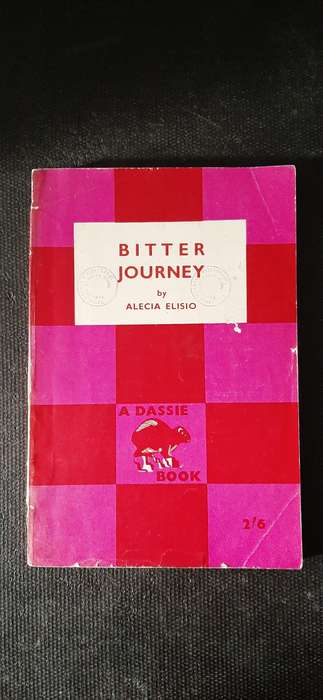 BITTER
JOURNEY
by
ALECIA ELISIO
A DASSIE
BOOK
2/6